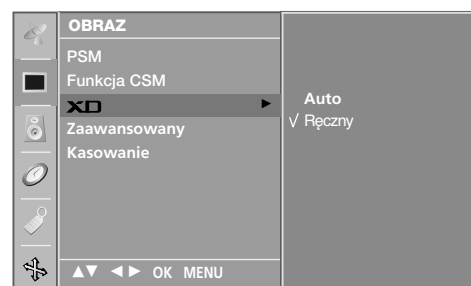 OBRAZ
PSM
Funkcja CSM
XD ►
Zaawansowany
Kasowanie
▲▼ ◄► OK MENU
Auto
√ Ręczny